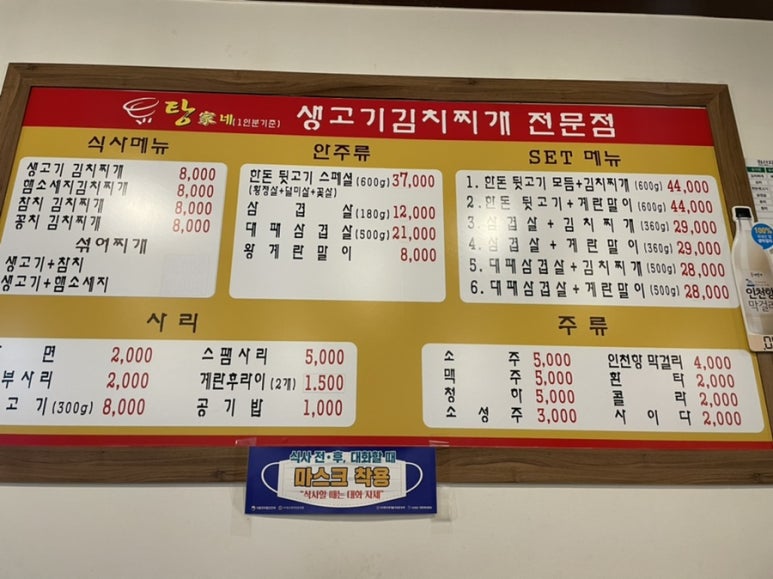 탕家네(1인분기준) 생고기김치찌개 전문점
식사메뉴
생고기 김치찌개 8,000
햄소세지김치찌개 8,000
참치 김치찌개 8,000
꽁치 김치찌개 8,000
섞어찌개
생고기+참치
생고기+햄소세지
안주류
한돈 뒷고기 스페셜 (600g) 37,000
(항정살+덜미살+꽃살)
삼겹살 (180g) 12,000
대패삼겹살 (500g) 21,000
왕계란말이 8,000
SET 메뉴
1. 한돈 뒷고기 모듬+김치찌개 (600g) 44,000
2. 한돈 뒷고기+계란말이 (600g) 44,000
3. 삼겹살+김치찌개 (360g) 29,000
4. 삼겹살+계란말이 (360g) 29,000
5. 대패삼겹살+김치찌개 (500g) 28,000
6. 대패삼겹살+계란말이 (500g) 28,000
사리
면 2,000
부사리 2,000
고기 (300g) 8,000
스팸사리 5,000
계란후라이 (2개) 1.500
공기밥 1,000
주류
소주 5,000
맥주 5,000
청하 5,000
소성주 3,000
인천향 막걸리 4,000
환타 2,000
콜라 2,000
사이다 2,000
100%
인천향
막걸리
식사 전·후, 대화할 때
마스크 착용
"식사할 때는 대화 자제"